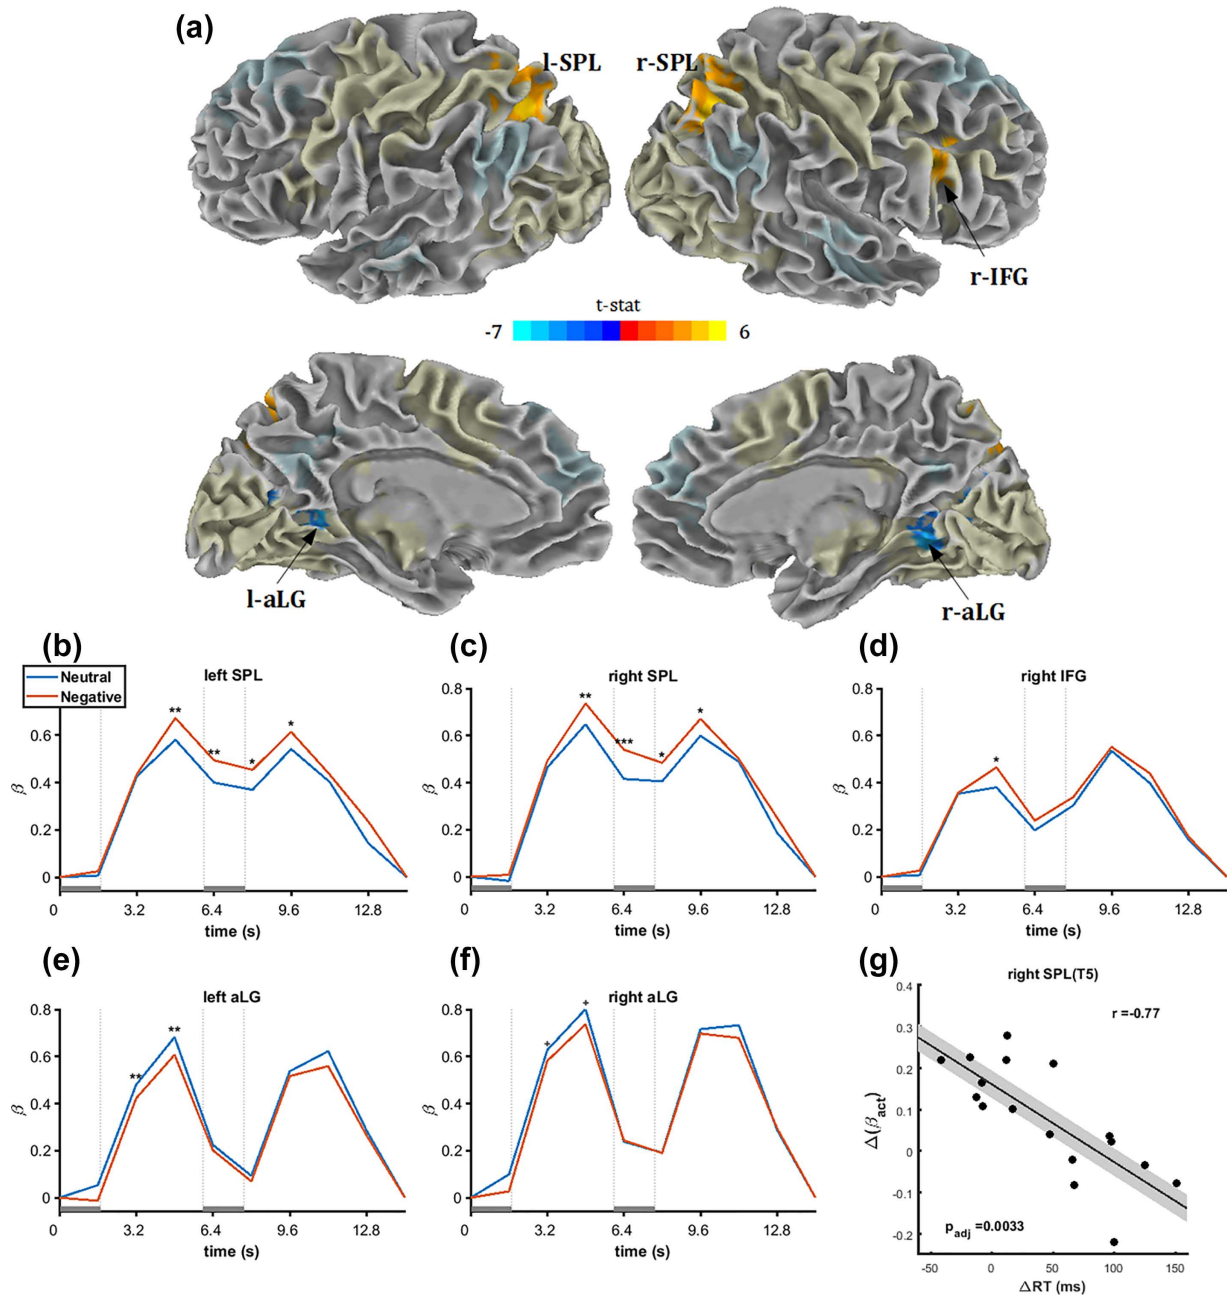 (a)
l-SPL
r-SPL
r-IFG
t-stat
-7
6
l-aLG
r-aLG
(b)
left SPL
Neutral
Negative
**
**
*
*
0.6
0.4
0.2
0
β
0
3.2
6.4
9.6
12.8
time (s)
(c)
right SPL
**
***
*
*
0.8
0.6
0.4
0.2
0
β
0
3.2
6.4
9.6
12.8
time (s)
(d)
right IFG
*
0.8
0.6
0.4
0.2
0
β
0
3.2
6.4
9.6
12.8
time (s)
(e)
left aLG
**
**
0.8
0.6
0.4
0.2
0
β
0
3.2
6.4
9.6
12.8
time (s)
(f)
right aLG
+
+
0.8
0.6
0.4
0.2
0
β
0
3.2
6.4
9.6
12.8
time (s)
(g)
right SPL(T5)
r =-0.77
0.4
0.3
0.2
0.1
0
-0.1
-0.2
Δ(βact)
padj =0.0033
-50
0
50
100
150
ΔRT (ms)